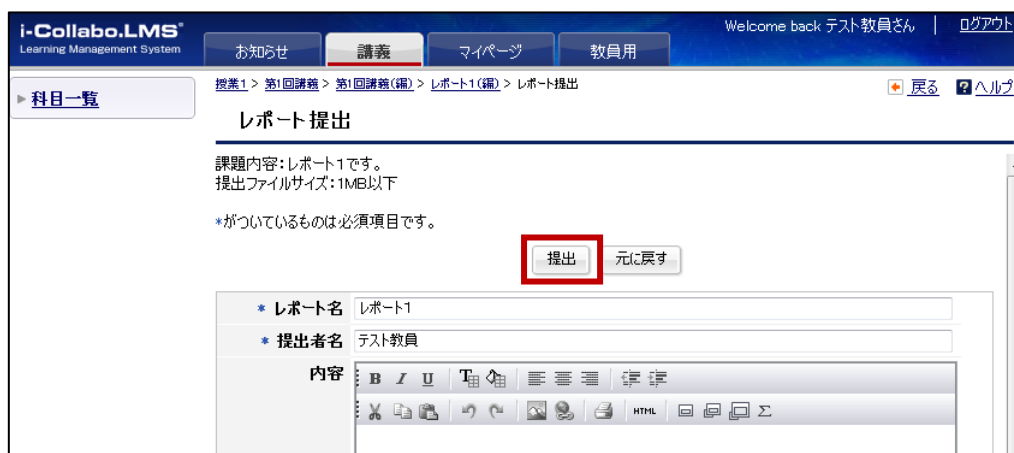 i-Collabo.LMS
Learning Management System
Welcome back テスト教員さん | ログアウト
お知らせ 講義 マイページ 教員用
科目一覧
授業1 > 第1回講義 > 第1回講義(編) > レポート1(編) > レポート提出
戻る ? ヘルプ
レポート提出
課題内容:レポート1です。
提出ファイルサイズ:1MB以下
*がついているものは必須項目です。
提出 元に戻す
* レポート名 レポート1
* 提出者名 テスト教員
内容
B I U T
HTML Σ